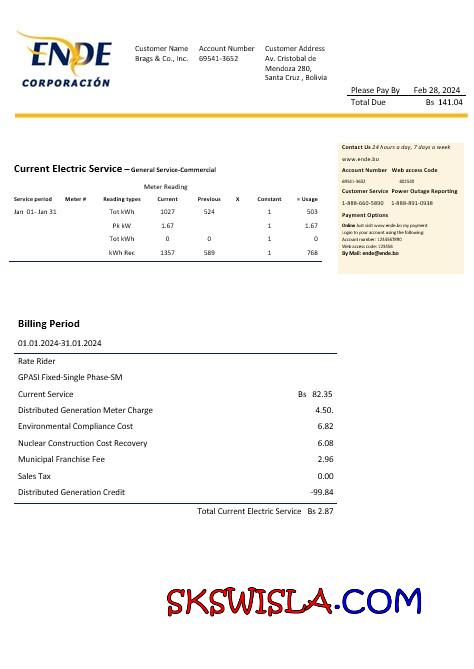 ENDE
CORPORACIÓN
Customer Name Account Number Customer Address
Brags & Co., Inc. 69541-3652 Av. Cristobal de
Mendoza 280,
Santa Cruz , Bolivia
Please Pay By Feb 28, 2024
Total Due Bs 141.04
Contact Us 24 hours a day, 7 days a week
www.ende.bo
Account Number Web access Code
69541-3652 602540
Customer Service Power Outage Reporting
1-888-660-5890 1-888-891-0938
Payment Options
Online Just visit www.ende.bo my payment
Login to your account using the following:
Account number: 1234567890
Web access code: 123456
By Mail: ende@ende.bo
Current Electric Service – General Service-Commercial
Meter Reading
Service period Meter # Reading types Current Previous X Constant = Usage
Jan 01- Jan 31 Tot kWh 1027 524 1 503
Pk kW 1.67 1 1.67
Tot kWh 0 0 1 0
kWh Rec 1357 589 1 768
Billing Period
01.01.2024-31.01.2024
Rate Rider
GPASI Fixed-Single Phase-SM
Current Service Bs 82.35
Distributed Generation Meter Charge 4.50.
Environmental Compliance Cost 6.82
Nuclear Construction Cost Recovery 6.08
Municipal Franchise Fee 2.96
Sales Tax 0.00
Distributed Generation Credit -99.84
Total Current Electric Service Bs 2.87
SKSWISLA.COM